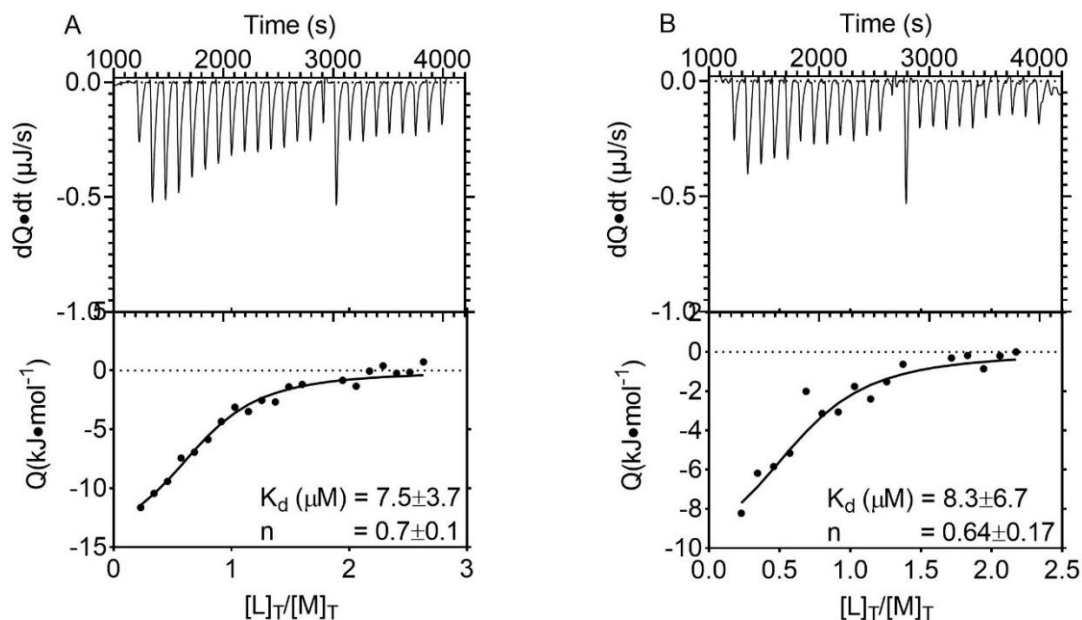 A
Time (s)
1000 2000 3000 4000
0.0
-0.5
-1.0
dQ•dt (µJ/s)
5
0
-5
-10
-15
Q(kJ•mol⁻¹)
K_d (µM) = 7.5±3.7
n = 0.7±0.1
0 1 2 3
[L]_T/[M]_T
B
Time (s)
1000 2000 3000 4000
0.0
-0.5
-1.0
dQ•dt (µJ/s)
2
0
-2
-4
-6
-8
-10
Q(kJ•mol⁻¹)
K_d (µM) = 8.3±6.7
n = 0.64±0.17
0.0 0.5 1.0 1.5 2.0 2.5
[L]_T/[M]_T